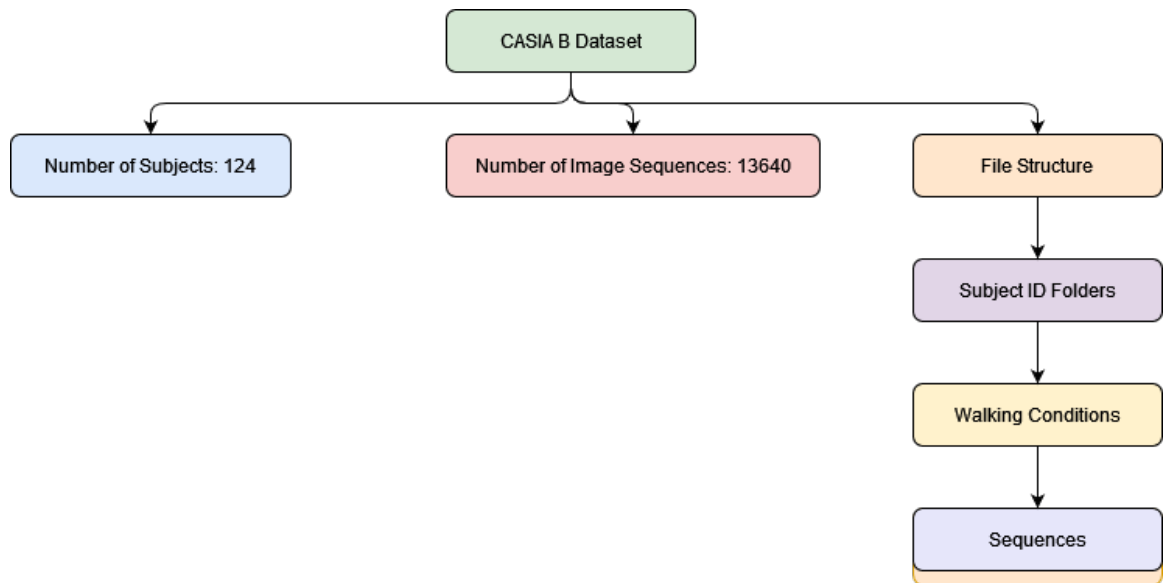 CASIA B Dataset
Number of Subjects: 124
Number of Image Sequences: 13640
File Structure
Subject ID Folders
Walking Conditions
Sequences